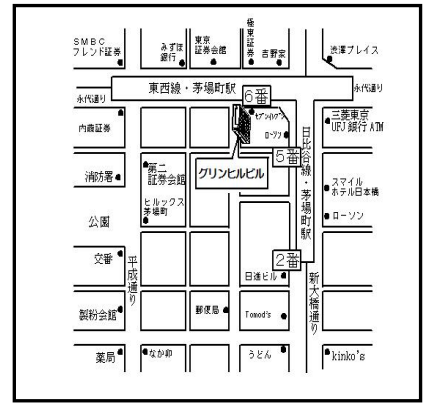 SMBC
フレンド証券
みずほ
銀行
東京
証券会館
極東証券
吉野家
渋澤プレイス
東西線・茅場町駅
永代通り
永代通り
6番
内藤証券
セブンイレブン
ローソン
三菱東京
UFJ銀行ATM
5番
日比谷線・茅場町駅
グリンヒルビル
消防署
第二
証券会館
スマイル
ホテル日本橋
ヒルックス
茅場町
ローソン
公園
交番
平成通り
2番
日進ビル
新大橋通り
製粉会館
郵便局
Tomod's
薬局
なか卯
うどん
kinko's